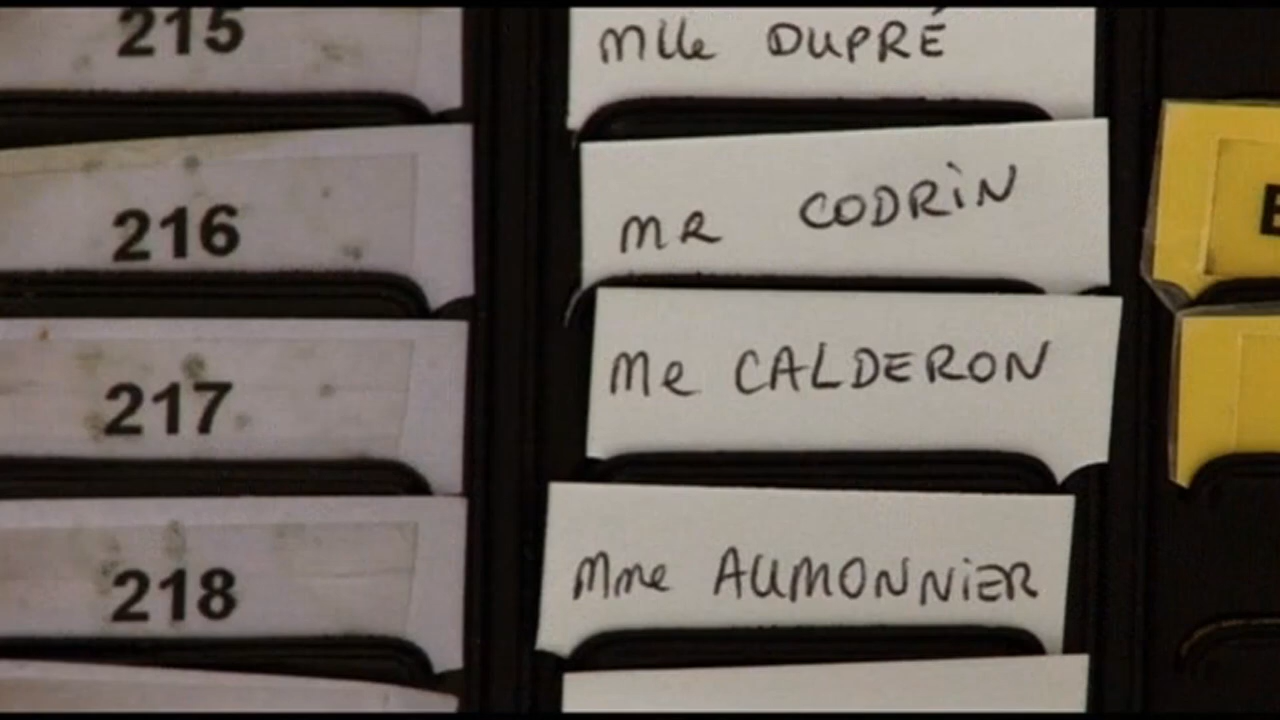 215 Mlle DUPRÉ
216 MR CODRiN
217 Me CALDERON
218 Mme AUMONNiER